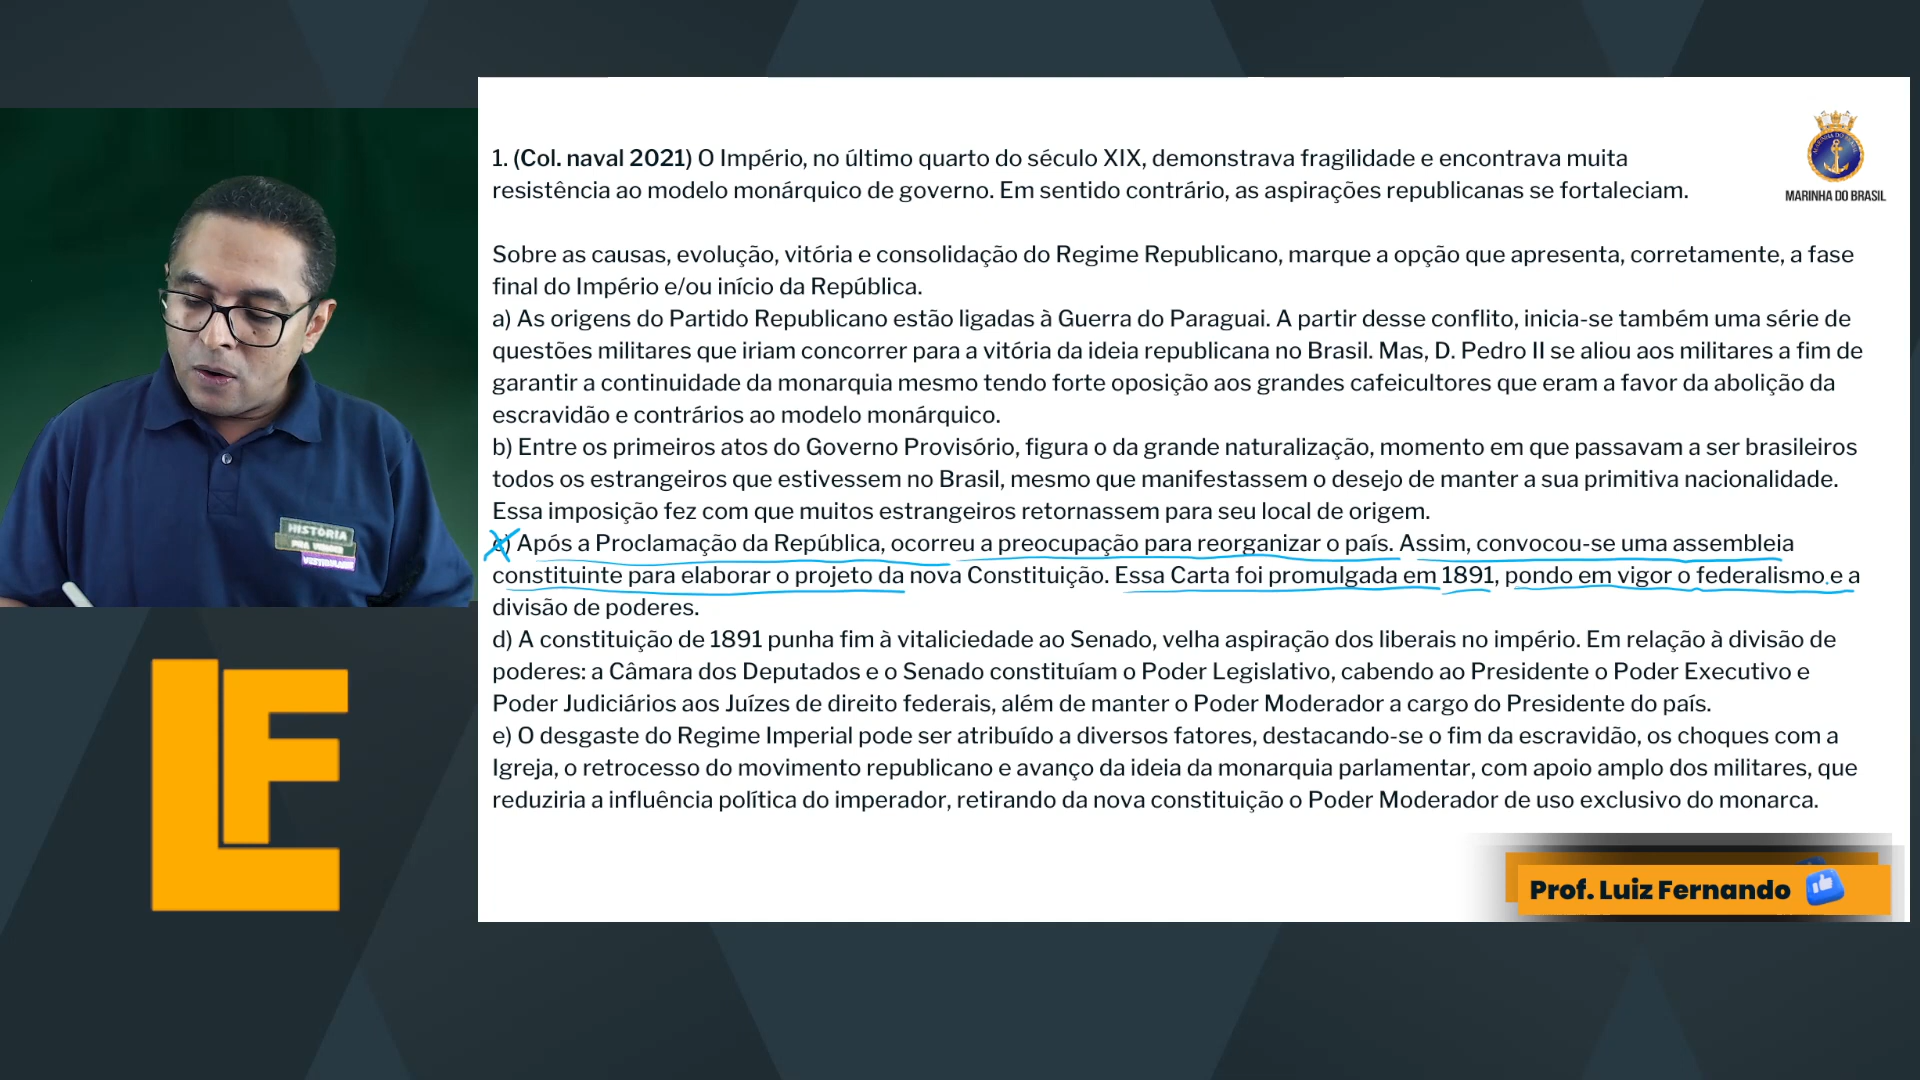 1. (Col. naval 2021) O Império, no último quarto do século XIX, demonstrava fragilidade e encontrava muita
resistência ao modelo monárquico de governo. Em sentido contrário, as aspirações republicanas se fortaleciam.
MARINHA DO BRASIL
Sobre as causas, evolução, vitória e consolidação do Regime Republicano, marque a opção que apresenta, corretamente, a fase
final do Império e/ou início da República.
a) As origens do Partido Republicano estão ligadas à Guerra do Paraguai. A partir desse conflito, inicia-se também uma série de
questões militares que iriam concorrer para a vitória da ideia republicana no Brasil. Mas, D. Pedro II se aliou aos militares a fim de
garantir a continuidade da monarquia mesmo tendo forte oposição aos grandes cafeicultores que eram a favor da abolição da
escravidão e contrários ao modelo monárquico.
b) Entre os primeiros atos do Governo Provisório, figura o da grande naturalização, momento em que passavam a ser brasileiros
todos os estrangeiros que estivessem no Brasil, mesmo que manifestassem o desejo de manter a sua primitiva nacionalidade.
Essa imposição fez com que muitos estrangeiros retornassem para seu local de origem.
c) Após a Proclamação da República, ocorreu a preocupação para reorganizar o país. Assim, convocou-se uma assembleia
constituinte para elaborar o projeto da nova Constituição. Essa Carta foi promulgada em 1891, pondo em vigor o federalismo e a
divisão de poderes.
d) A constituição de 1891 punha fim à vitaliciedade ao Senado, velha aspiração dos liberais no império. Em relação à divisão de
poderes: a Câmara dos Deputados e o Senado constituíam o Poder Legislativo, cabendo ao Presidente o Poder Executivo e
Poder Judiciários aos Juízes de direito federais, além de manter o Poder Moderador a cargo do Presidente do país.
e) O desgaste do Regime Imperial pode ser atribuído a diversos fatores, destacando-se o fim da escravidão, os choques com a
Igreja, o retrocesso do movimento republicano e avanço da ideia da monarquia parlamentar, com apoio amplo dos militares, que
reduziria a influência política do imperador, retirando da nova constituição o Poder Moderador de uso exclusivo do monarca.
HISTÓRIA
PRA VENCER
VESTIBULARES
LF
Prof. Luiz Fernando